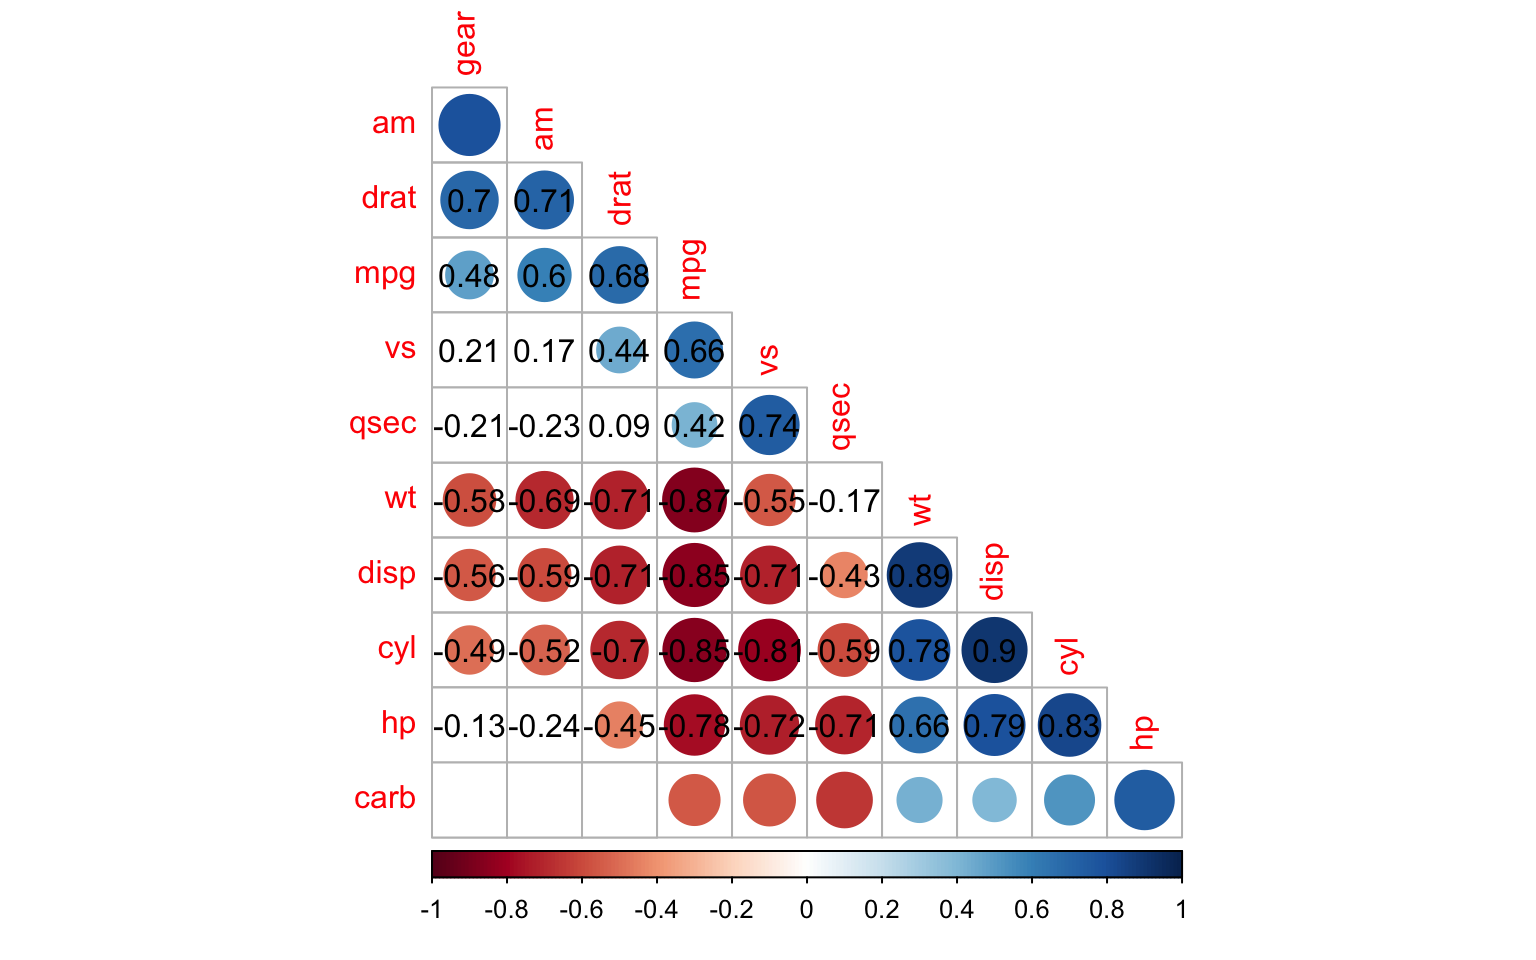 gear
am am
drat 0.7 0.71 drat
mpg 0.48 0.6 0.68 mpg
vs 0.21 0.17 0.44 0.66 vs
qsec -0.21 -0.23 0.09 0.42 0.74 qsec
wt -0.58 -0.69 -0.71 -0.87 -0.55 -0.17 wt
disp -0.56 -0.59 -0.71 -0.85 -0.71 -0.43 0.89 disp
cyl -0.49 -0.52 -0.7 -0.85 -0.81 -0.59 0.78 0.9 cyl
hp -0.13 -0.24 -0.45 -0.78 -0.72 -0.71 0.66 0.79 0.83 hp
carb
-1 -0.8 -0.6 -0.4 -0.2 0 0.2 0.4 0.6 0.8 1